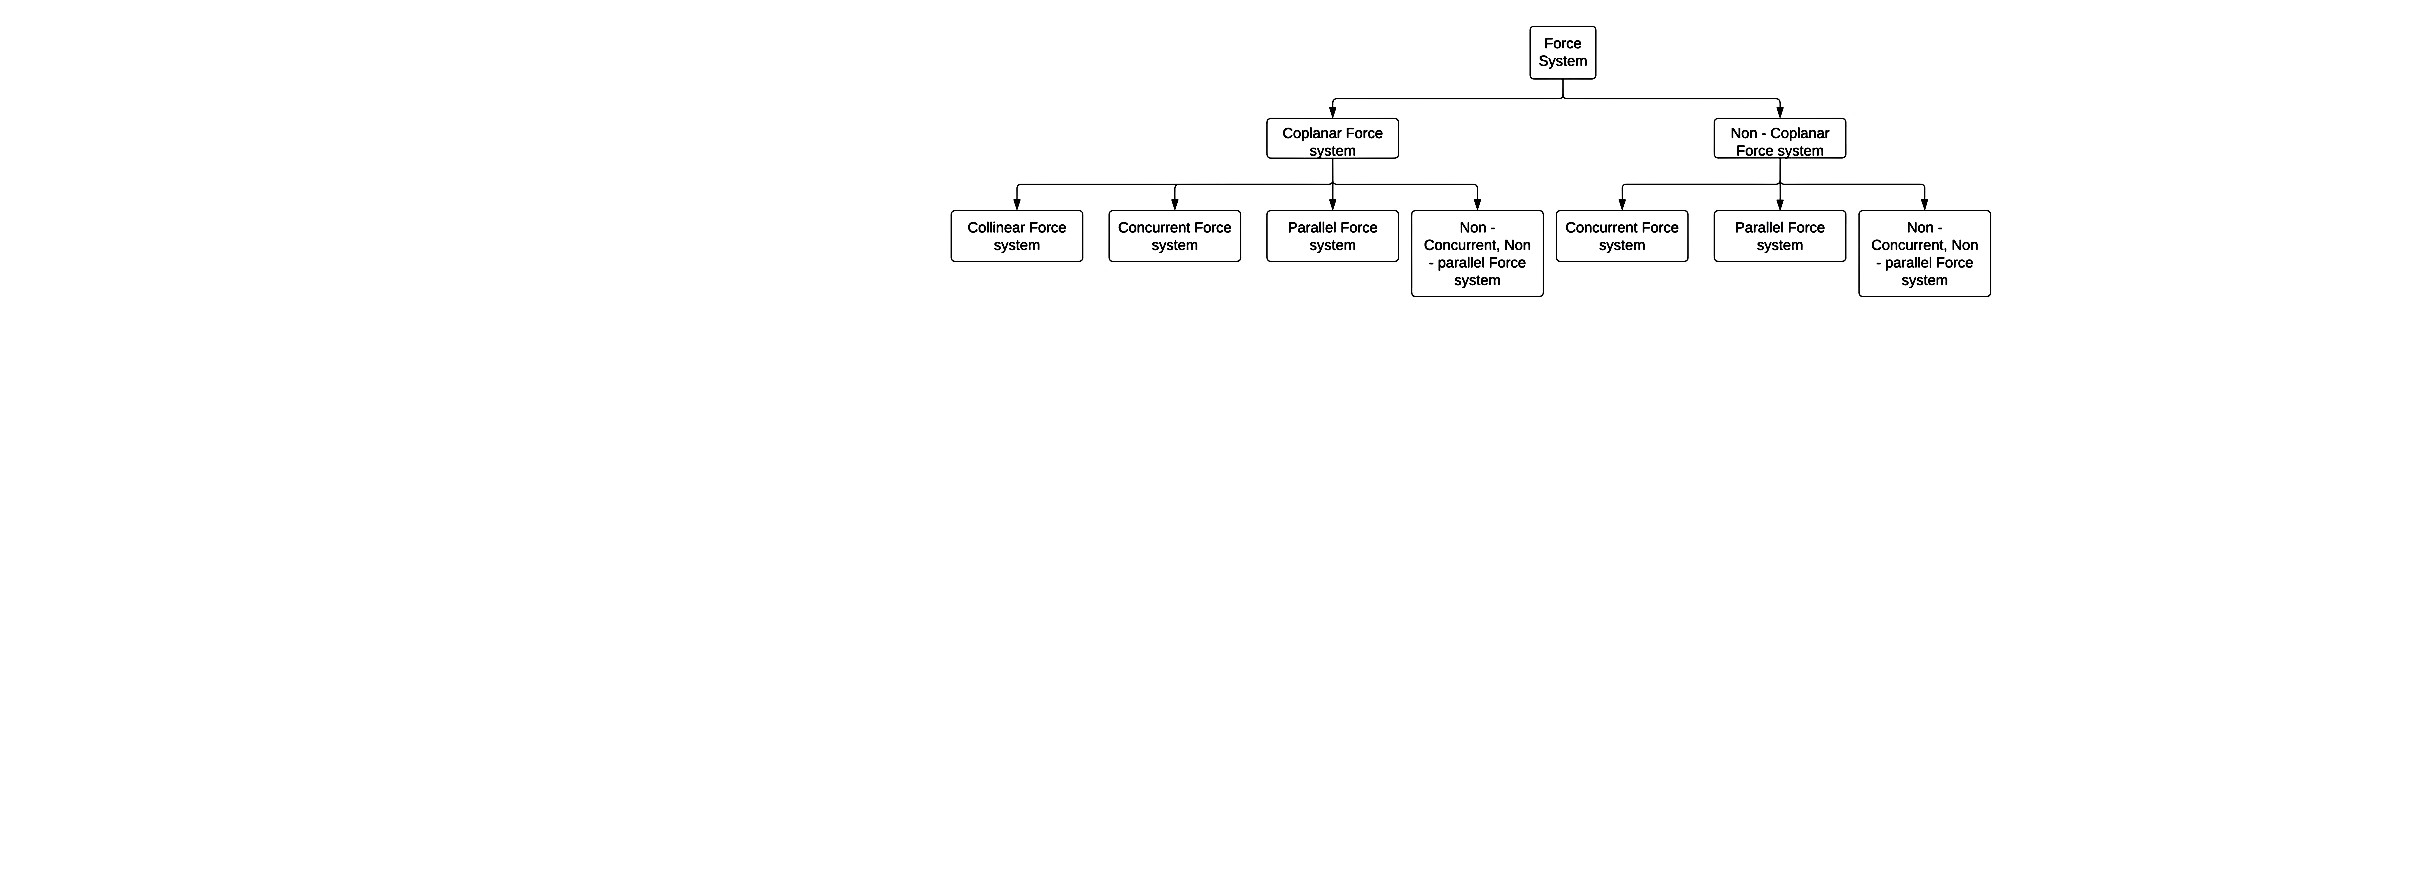 Force
System
Coplanar Force
system
Non - Coplanar
Force system
Collinear Force
system
Concurrent Force
system
Parallel Force
system
Non -
Concurrent, Non
- parallel Force
system
Concurrent Force
system
Parallel Force
system
Non -
Concurrent, Non
- parallel Force
system